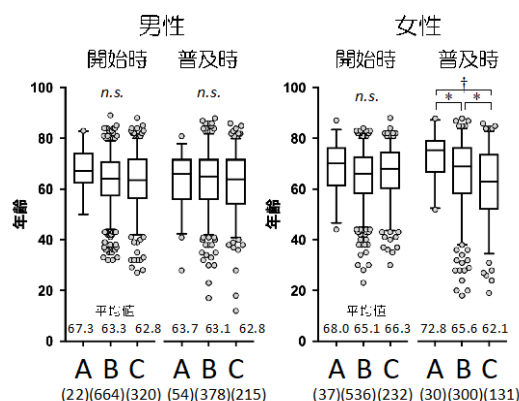 男性 女性
開始時 普及時 開始時 普及時
n.s. n.s. n.s. † * *
100 100
80 80
60 60
年齢 年齢
40 40
20 20
平均値 平均値
67.3 63.3 62.8 63.7 63.1 62.8 68.0 65.1 66.3 72.8 65.6 62.1
0 0
A B C A B C A B C A B C
(22)(664)(320) (54)(378)(215) (37)(536)(232) (30)(300)(131)